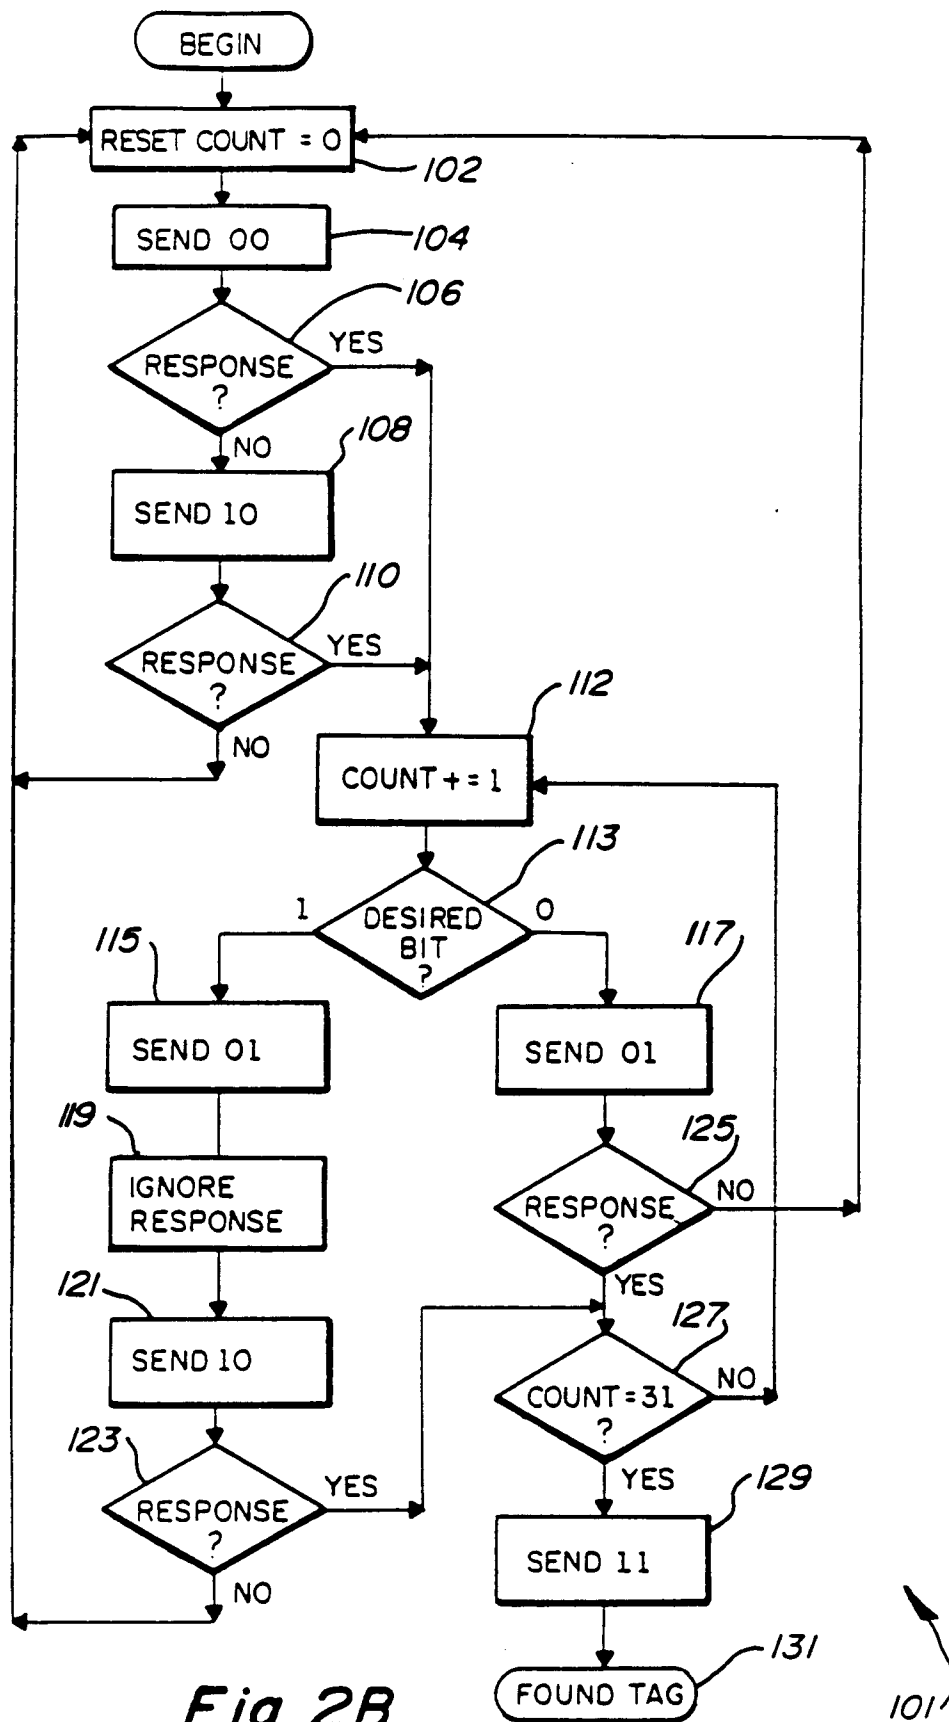 BEGIN
RESET COUNT = 0
102
SEND 00
104
106
RESPONSE
?
YES
NO
108
SEND 10
110
RESPONSE
?
YES
NO
112
COUNT += 1
113
1
DESIRED
BIT
?
0
115
SEND 01
117
SEND 01
119
IGNORE
RESPONSE
125
RESPONSE
?
NO
YES
121
SEND 10
127
COUNT=31
?
NO
YES
123
RESPONSE
?
YES
NO
129
SEND 11
131
FOUND TAG
101
Fig 2B